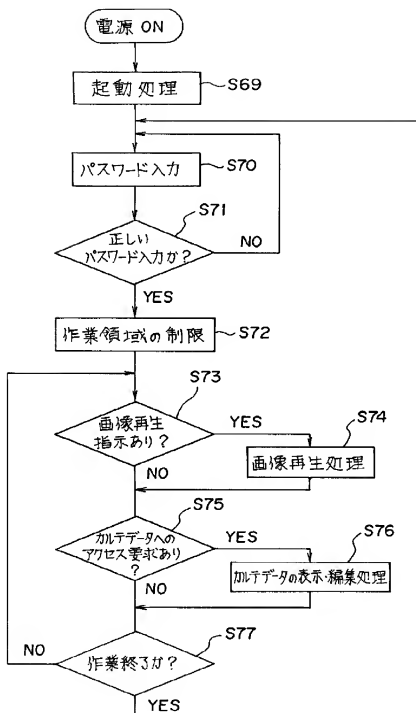 電源 ON
起動処理
S69
パスワード入力
S70
S71
正しい
パスワード入力か?
NO
YES
作業領域の制限
S72
S73
画像再生
指示あり?
YES
S74
画像再生処理
NO
S75
カルテデータへの
アクセス要求あり
?
YES
S76
カルテデータの表示・編集処理
NO
S77
NO
作業終了か?
YES